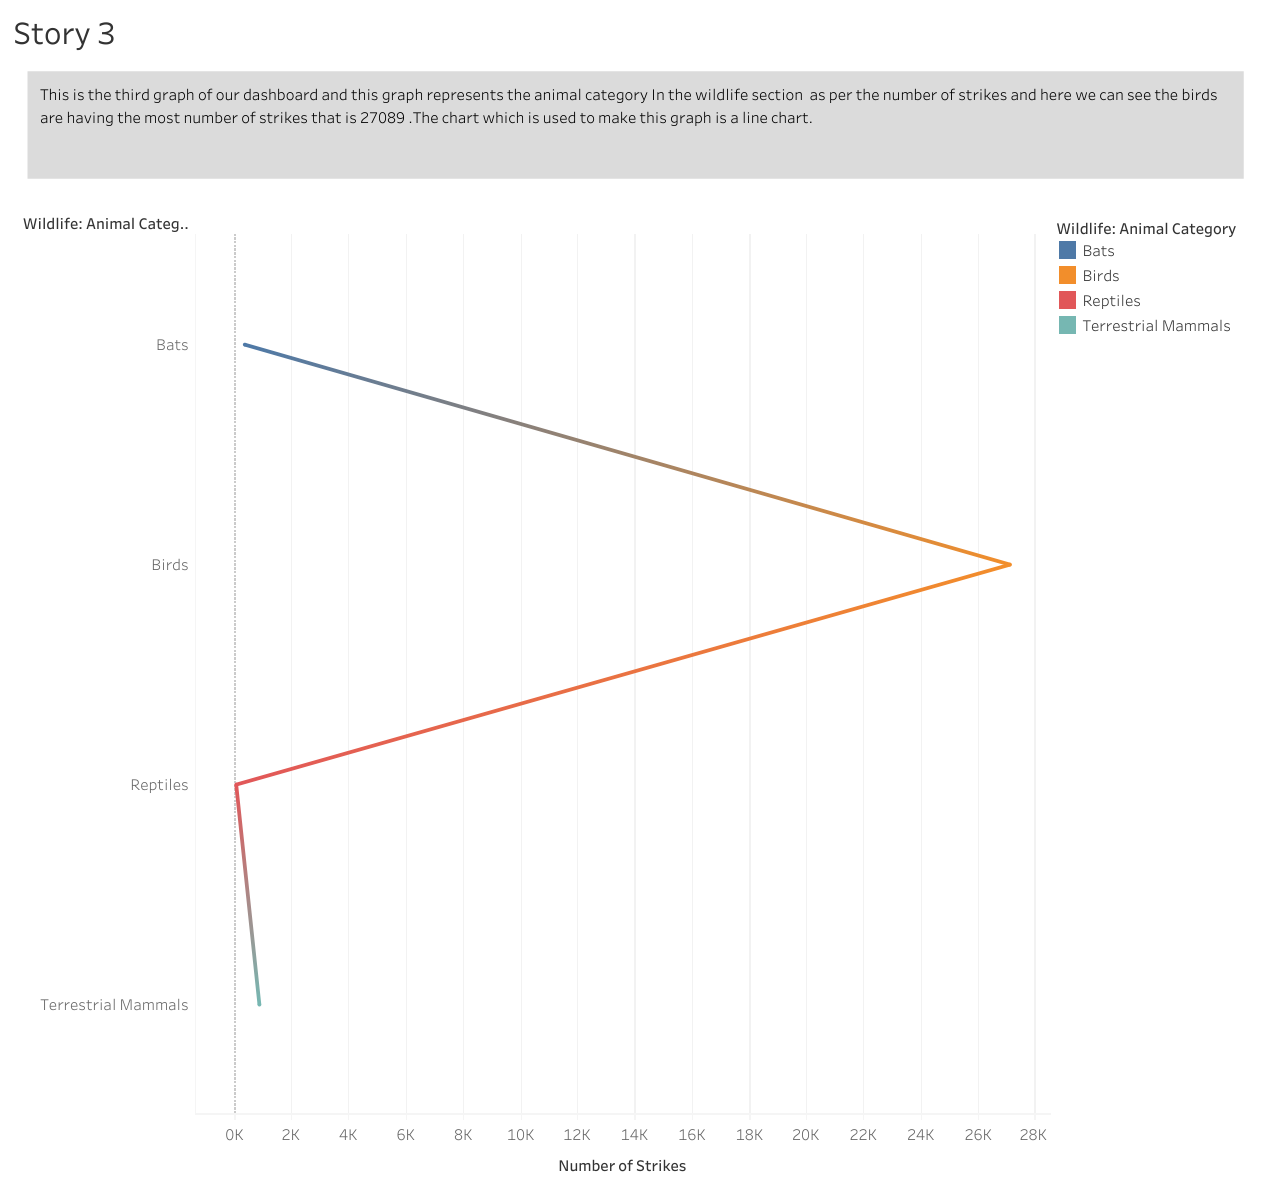 Story 3
This is the third graph of our dashboard and this graph represents the animal category In the wildlife section  as per the number of strikes and here we can see the birds
are having the most number of strikes that is 27089 .The chart which is used to make this graph is a line chart.
Wildlife: Animal Categ..
Wildlife: Animal Category
Bats
Birds
Reptiles
Terrestrial Mammals
Bats
Birds
Reptiles
Terrestrial Mammals
0K 2K 4K 6K 8K 10K 12K 14K 16K 18K 20K 22K 24K 26K 28K
Number of Strikes